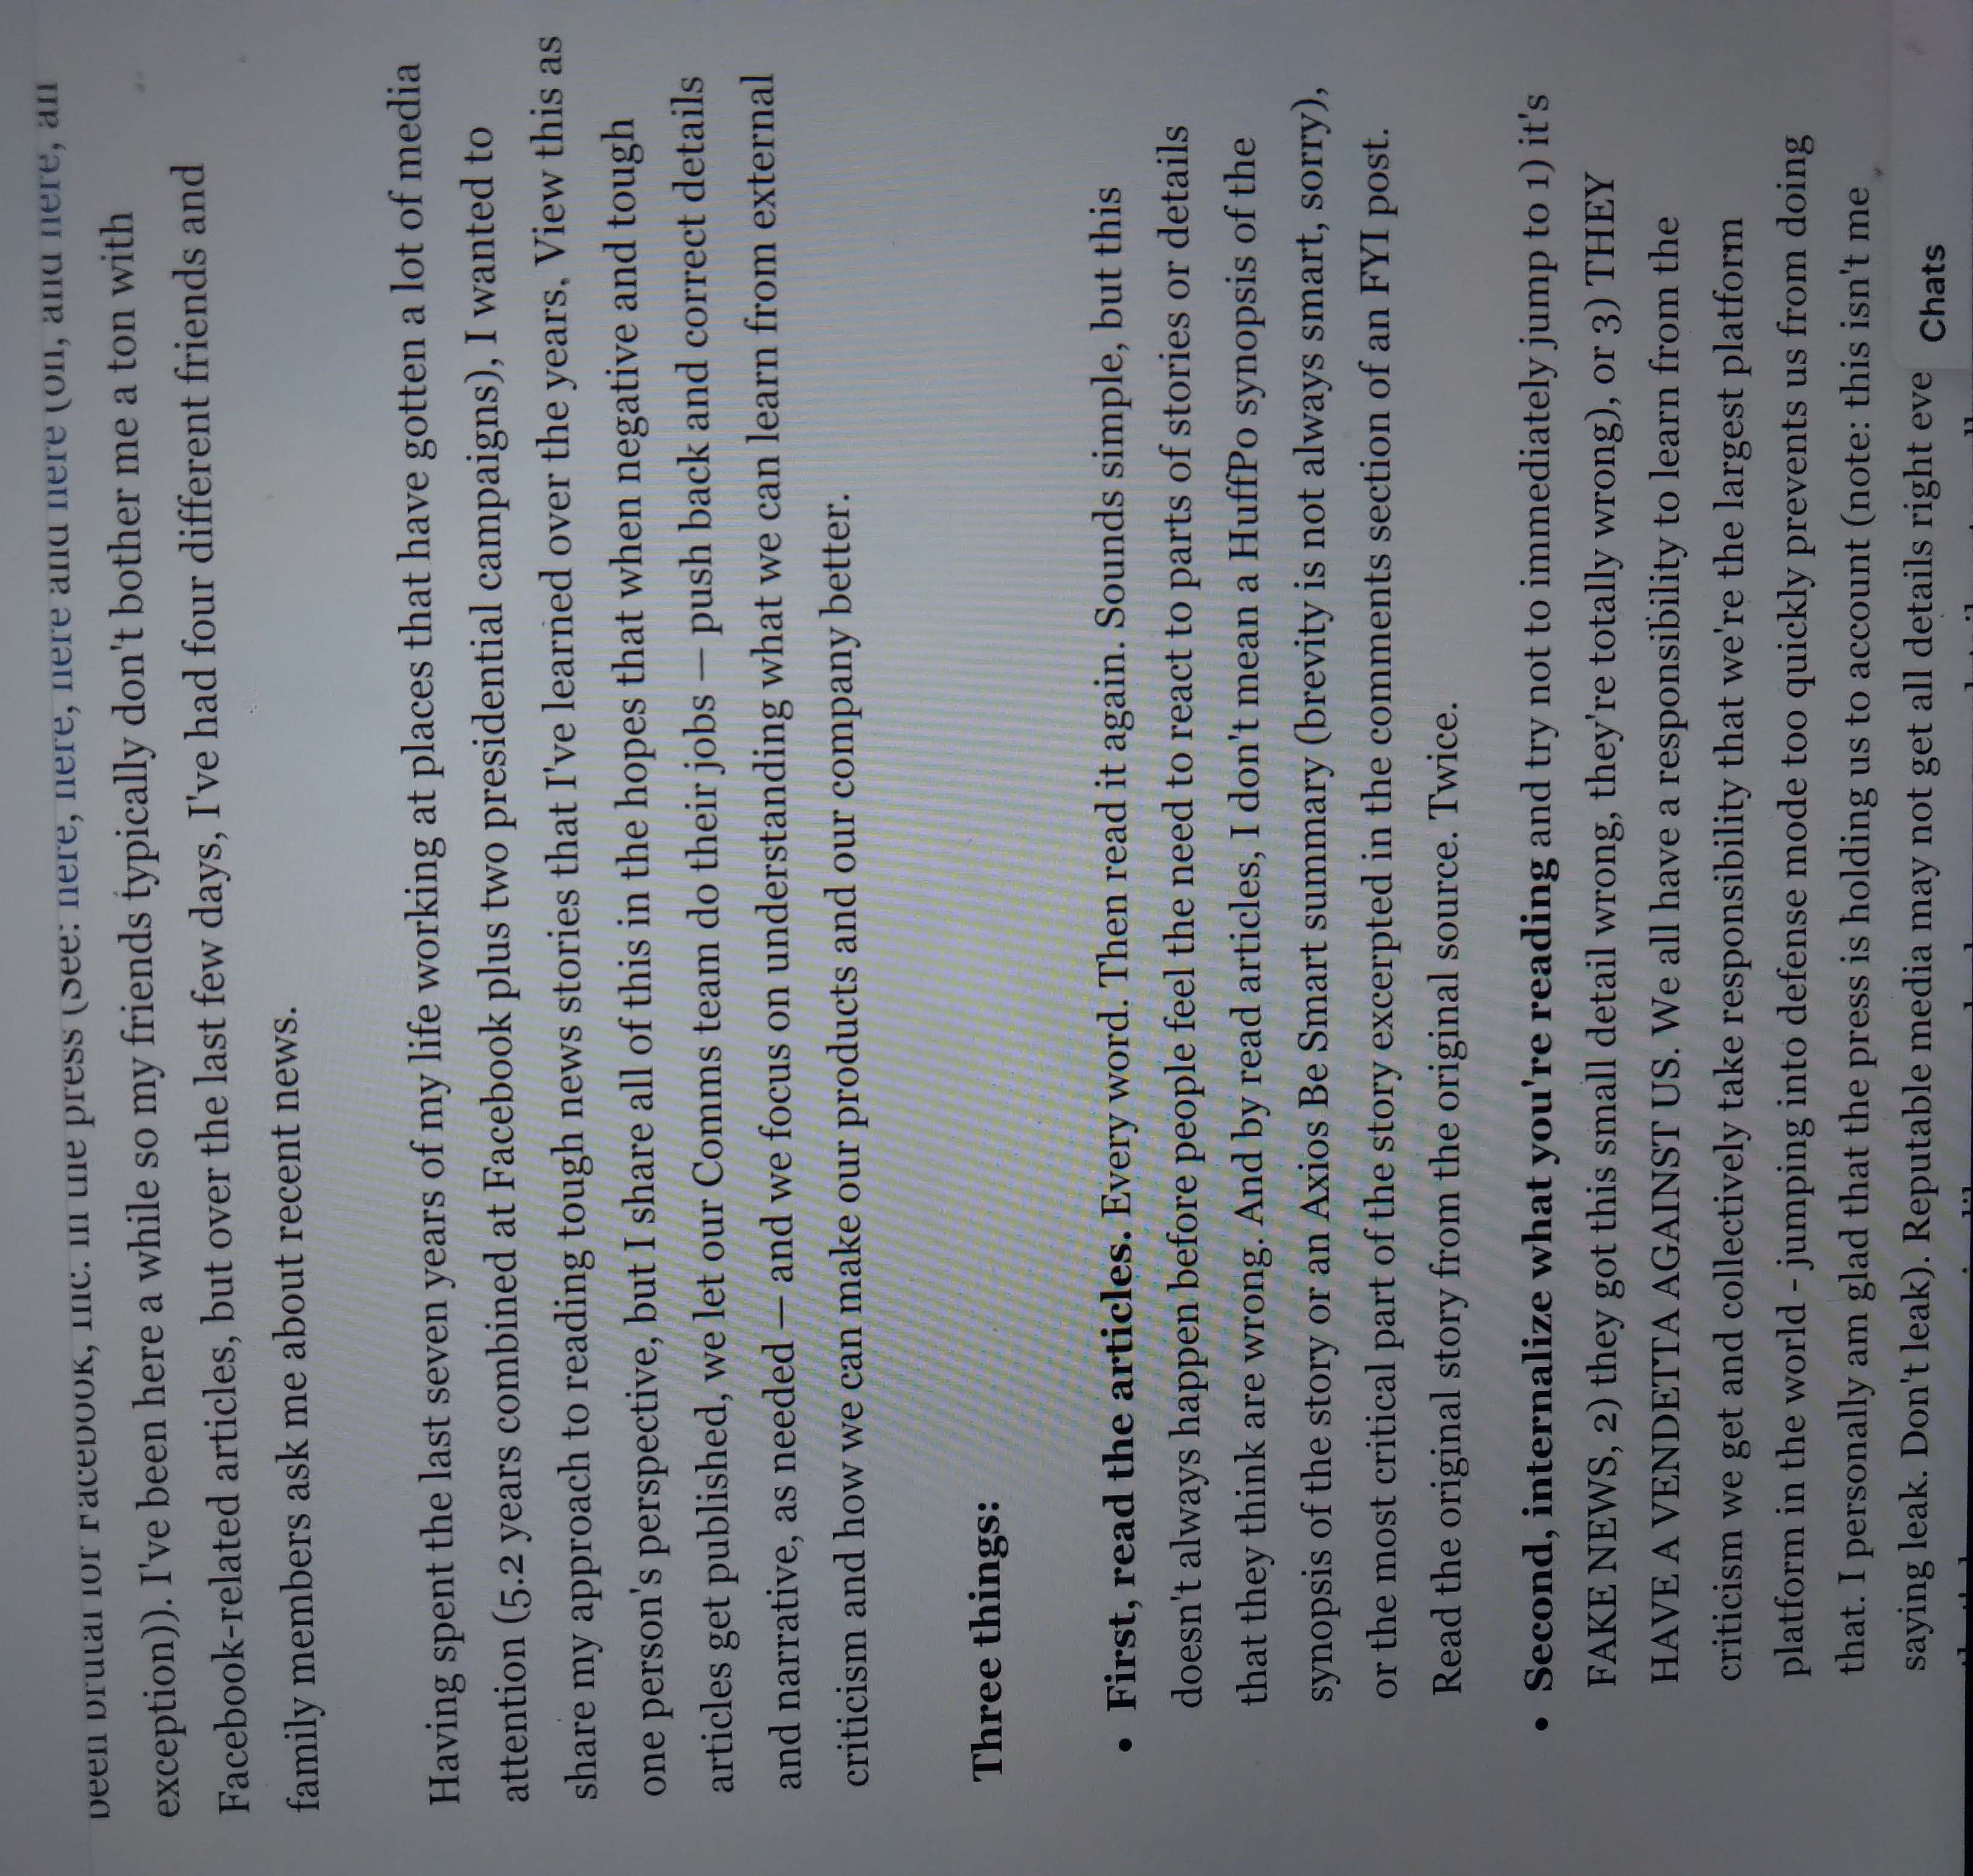 been brutal for Facebook, Inc. in the press (See: here, here, here and here (oh, and here, an
exception)). I've been here a while so my friends typically don't bother me a ton with
Facebook-related articles, but over the last few days, I've had four different friends and
family members ask me about recent news.
Having spent the last seven years of my life working at places that have gotten a lot of media
attention (5.2 years combined at Facebook plus two presidential campaigns), I wanted to
share my approach to reading tough news stories that I've learned over the years. View this as
one person's perspective, but I share all of this in the hopes that when negative and tough
articles get published, we let our Comms team do their jobs — push back and correct details
and narrative, as needed — and we focus on understanding what we can learn from external
criticism and how we can make our products and our company better.
Three things:
• First, read the articles. Every word. Then read it again. Sounds simple, but this
doesn't always happen before people feel the need to react to parts of stories or details
that they think are wrong. And by read articles, I don't mean a HuffPo synopsis of the
synopsis of the story or an Axios Be Smart summary (brevity is not always smart, sorry),
or the most critical part of the story excerpted in the comments section of an FYI post.
Read the original story from the original source. Twice.
• Second, internalize what you're reading and try not to immediately jump to 1) it's
FAKE NEWS, 2) they got this small detail wrong, they're totally wrong), or 3) THEY
HAVE A VENDETTA AGAINST US. We all have a responsibility to learn from the
criticism we get and collectively take responsibility that we're the largest platform
platform in the world - jumping into defense mode too quickly prevents us from doing
that. I personally am glad that the press is holding us to account (note: this isn't me
saying leak. Don't leak). Reputable media may not get all details right eve
Chats